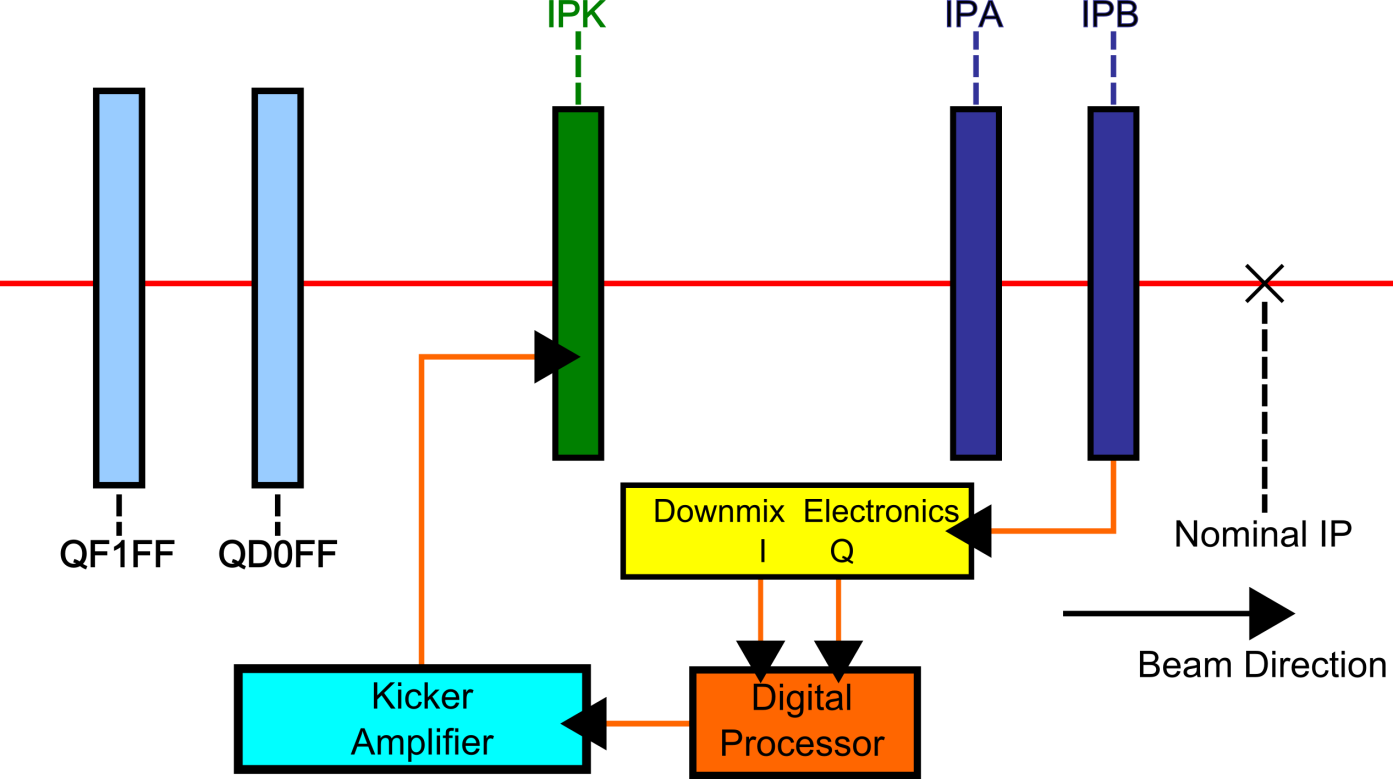 IPK
IPA
IPB
QF1FF
QD0FF
Downmix Electronics
I Q
Nominal IP
Beam Direction
Kicker
Amplifier
Digital
Processor